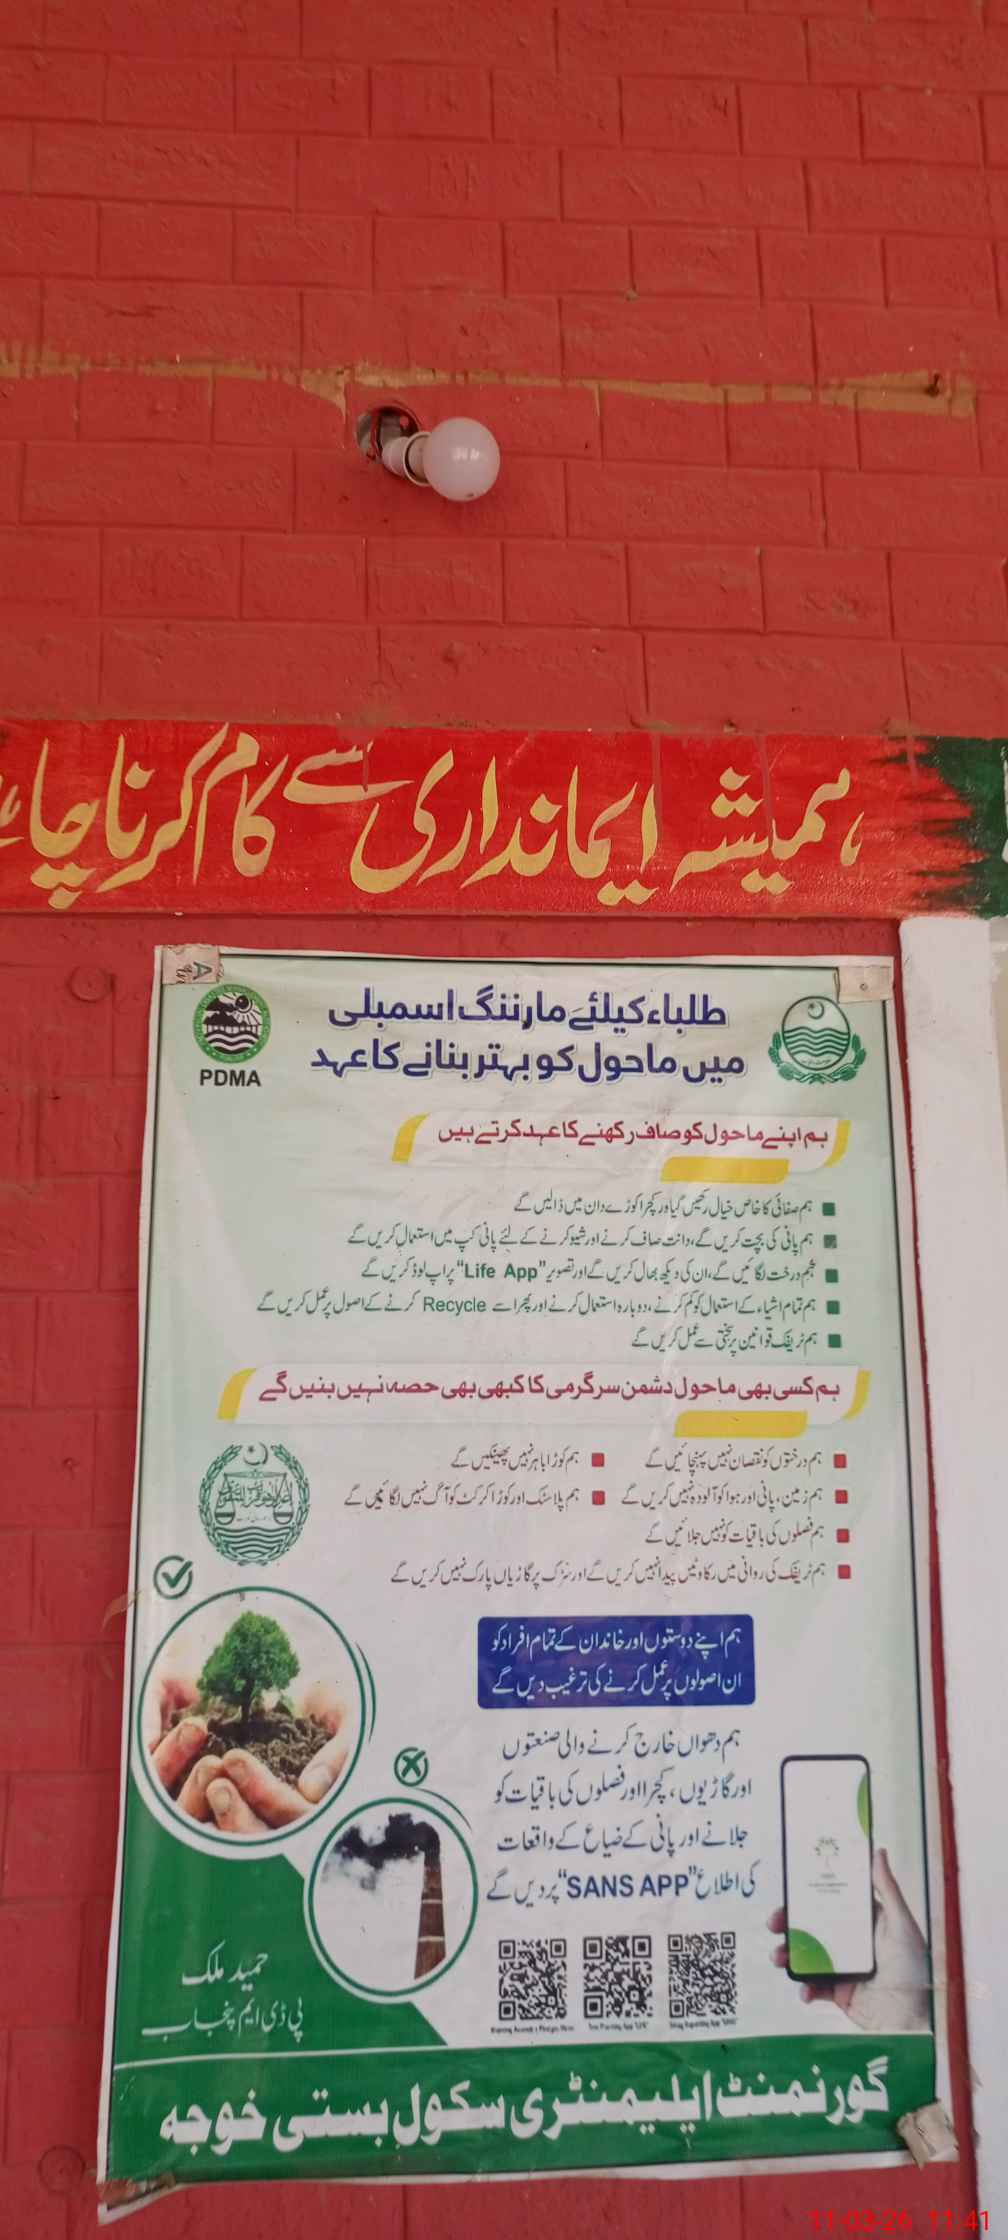 ہمیشہ ایمانداری سے کام کرنا چاہئے
طلباء کیلئے مارننگ اسمبلی
میں ماحول کو بہتر بنانے کا عہد
PDMA
ہم اپنے ماحول کو صاف رکھنے کا عہد کرتے ہیں
ہم صفائی کا خاص خیال رکھیں گے اور کچرا کوڑے دان میں ڈالیں گے
ہم پانی کی بچت کریں گے، دانت صاف کرنے اور شیو کرنے کے لئے پانی کپ میں استعمال کریں گے
ہم درخت لگائیں گے، ان کی دیکھ بھال کریں گے اور تصویر "Life App" پر اپ لوڈ کریں گے
ہم تمام اشیاء کے استعمال کو کم کرنے، دوبارہ استعمال کرنے اور پھر اسے Recycle کرنے کے اصول پر عمل کریں گے
ہم ٹریفک قوانین پر سختی سے عمل کریں گے
ہم کسی بھی ماحول دشمن سرگرمی کا کبھی بھی حصہ نہیں بنیں گے
ہم درختوں کو نقصان نہیں پہنچائیں گے
ہم کوڑا باہر نہیں پھینکیں گے
ہم زمین، پانی اور ہوا کو آلودہ نہیں کریں گے
ہم پلاسٹک اور کوڑا کرکٹ کو آگ نہیں لگائیں گے
ہم فصلوں کی باقیات کو نہیں جلائیں گے
ہم ٹریفک کی روانی میں رکاوٹیں پیدا نہیں کریں گے اور سڑک پر گاڑیاں پارک نہیں کریں گے
ہم اپنے دوستوں اور خاندان کے تمام افراد کو
ان اصولوں پر عمل کرنے کی ترغیب دیں گے
ہم دھواں خارج کرنے والی صنعتوں
اور گاڑیوں، کچرا اور فصلوں کی باقیات کو
جلانے اور پانی کے ضیاع کے واقعات
کی اطلاع "SANS APP" پر دیں گے
حمید ملک
پی ڈی ایم پنجاب
گورنمنٹ ایلیمنٹری سکول بستی خوجہ
11-03-26 11:41